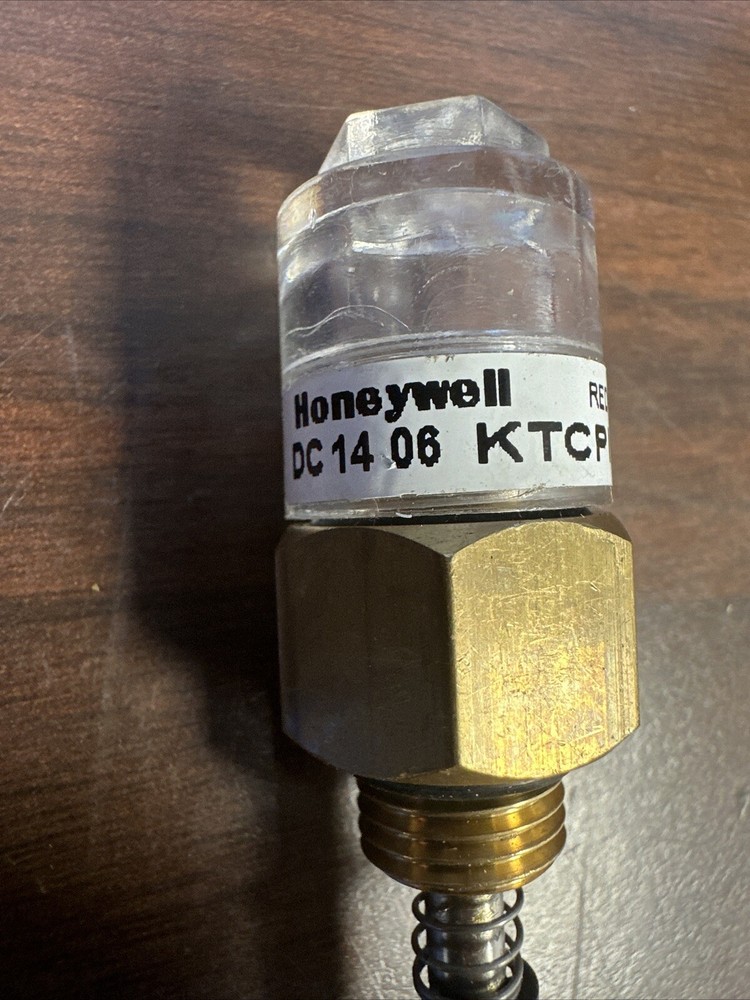 Honeywell
DC 14 06 KTCP